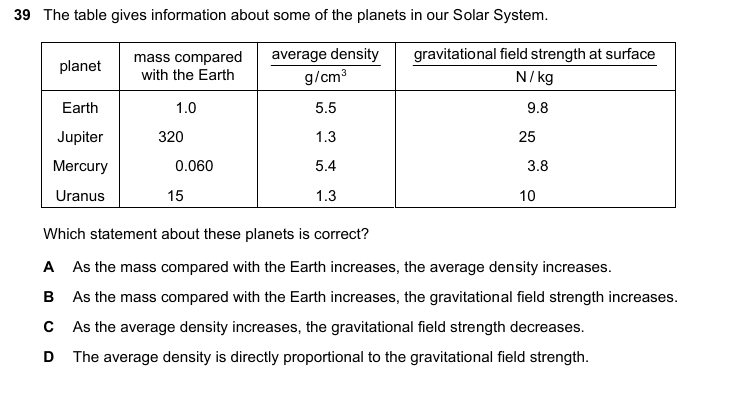 39 The table gives information about some of the planets in our Solar System.
planet mass compared with the Earth average density g/cm³ gravitational field strength at surface N/kg
Earth 1.0 5.5 9.8
Jupiter 320 1.3 25
Mercury 0.060 5.4 3.8
Uranus 15 1.3 10
Which statement about these planets is correct?
A As the mass compared with the Earth increases, the average density increases.
B As the mass compared with the Earth increases, the gravitational field strength increases.
C As the average density increases, the gravitational field strength decreases.
D The average density is directly proportional to the gravitational field strength.